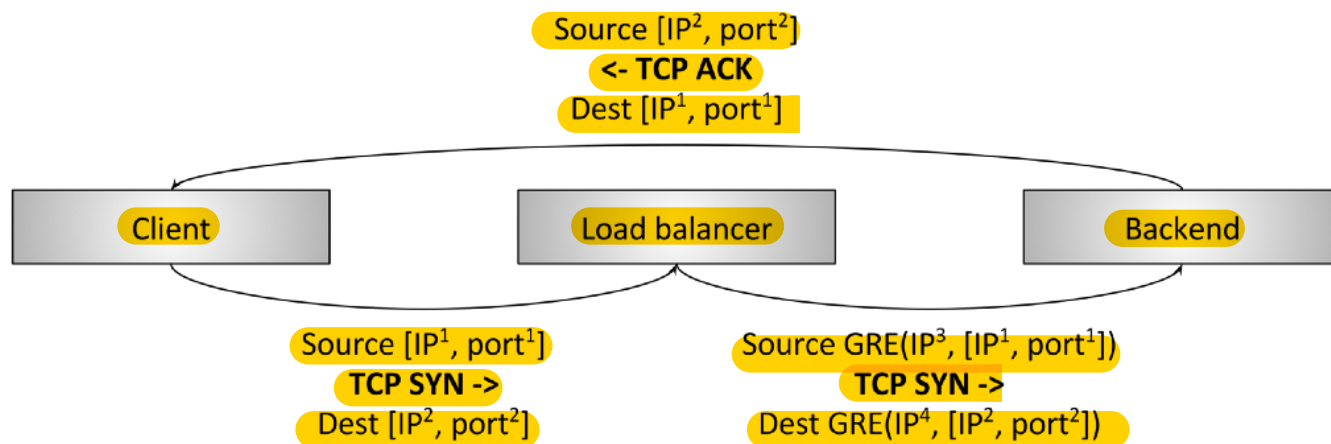 Source [IP², port²]
<- TCP ACK
Dest [IP¹, port¹]
Client
Load balancer
Backend
Source [IP¹, port¹]
TCP SYN ->
Dest [IP², port²]
Source GRE(IP³, [IP¹, port¹])
TCP SYN ->
Dest GRE(IP⁴, [IP², port²])